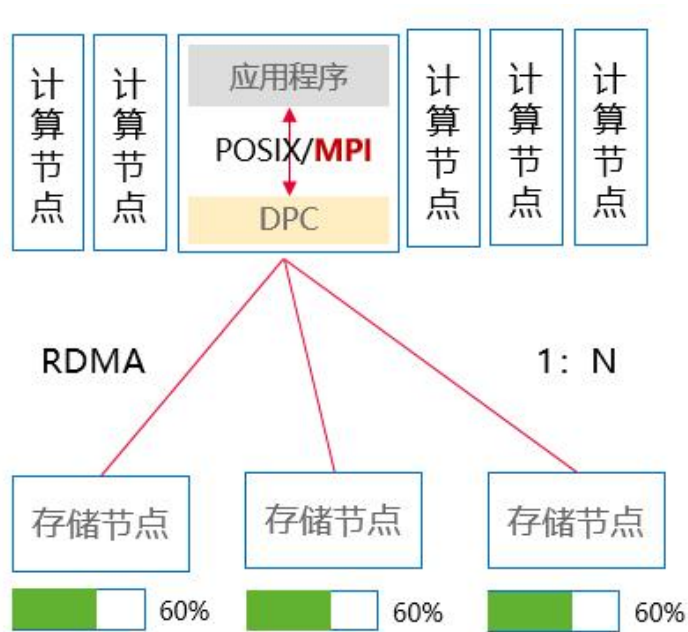 计算节点
计算节点
应用程序
POSIX/MPI
DPC
计算节点
计算节点
计算节点
RDMA
1：N
存储节点
存储节点
存储节点
60%
60%
60%